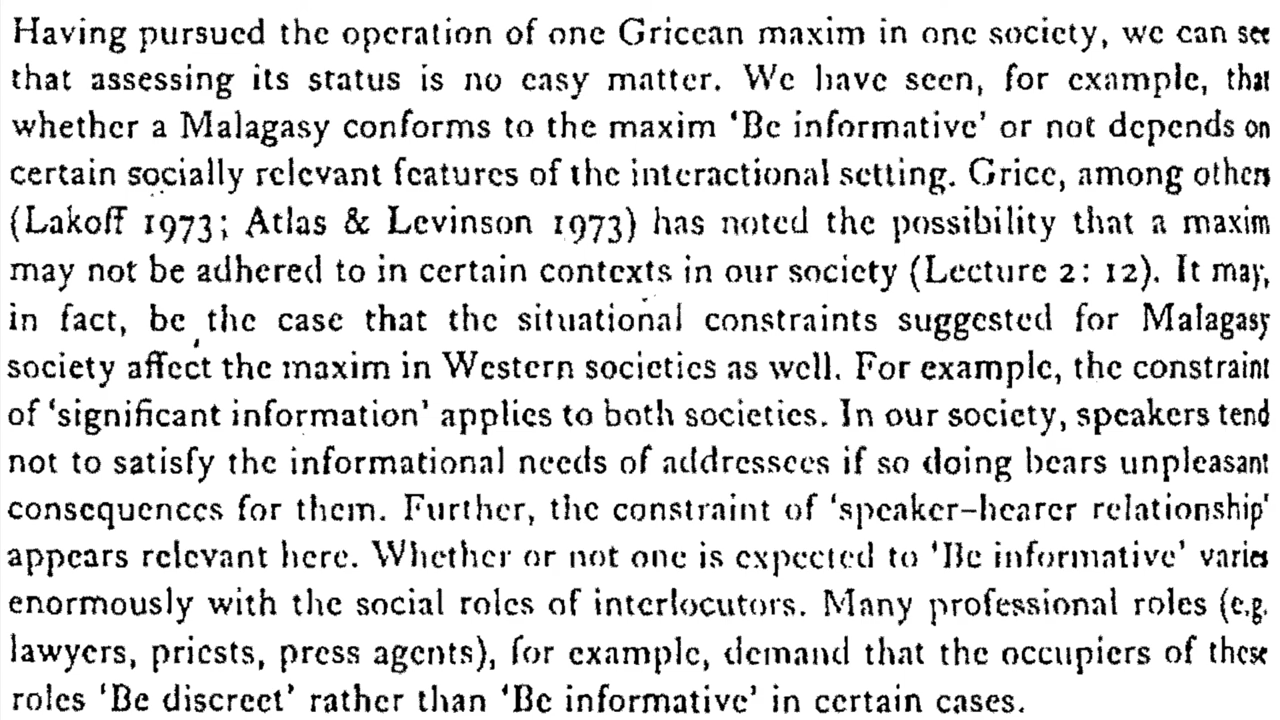 Having pursued the operation of one Gricean maxim in one society, we can see
that assessing its status is no easy matter. We have seen, for example, that
whether a Malagasy conforms to the maxim ‘Be informative’ or not depends on
certain socially relevant features of the interactional setting. Grice, among others
(Lakoff 1973; Atlas & Levinson 1973) has noted the possibility that a maxim
may not be adhered to in certain contexts in our society (Lecture 2: 12). It may,
in fact, be the case that the situational constraints suggested for Malagasy
society affect the maxim in Western societies as well. For example, the constraint
of ‘significant information’ applies to both societies. In our society, speakers tend
not to satisfy the informational needs of addressees if so doing bears unpleasant
consequences for them. Further, the constraint of ‘speaker–hearer relationship’
appears relevant here. Whether or not one is expected to ‘Be informative’ varies
enormously with the social roles of interlocutors. Many professional roles (e.g.
lawyers, priests, press agents), for example, demand that the occupiers of these
roles ‘Be discreet’ rather than ‘Be informative’ in certain cases.